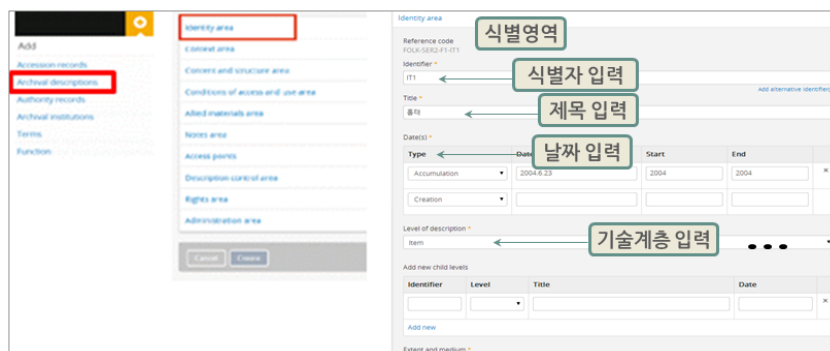 Add
Accession records
Archival descriptions
Authority records
Archival institutions
Terms
Function
Identity area
Context area
Content and structure area
Conditions of access and use area
Allied materials area
Notes area
Access points
Description control area
Rights area
Administration area
Cancel Create
Identity area
식별영역
Reference code
FOLK-SER2-F1-IT1
Identifier *
IT1
식별자 입력
Add alternative identifier(
Title *
제목 입력
Date(s) *
Type Date Start End
날짜 입력
Accumulation 2004.6.23 2004 2004 ×
Creation
Level of description *
Item
기술계층 입력
Add new child levels
Identifier Level Title Date
×
Add new
Extent and medium *